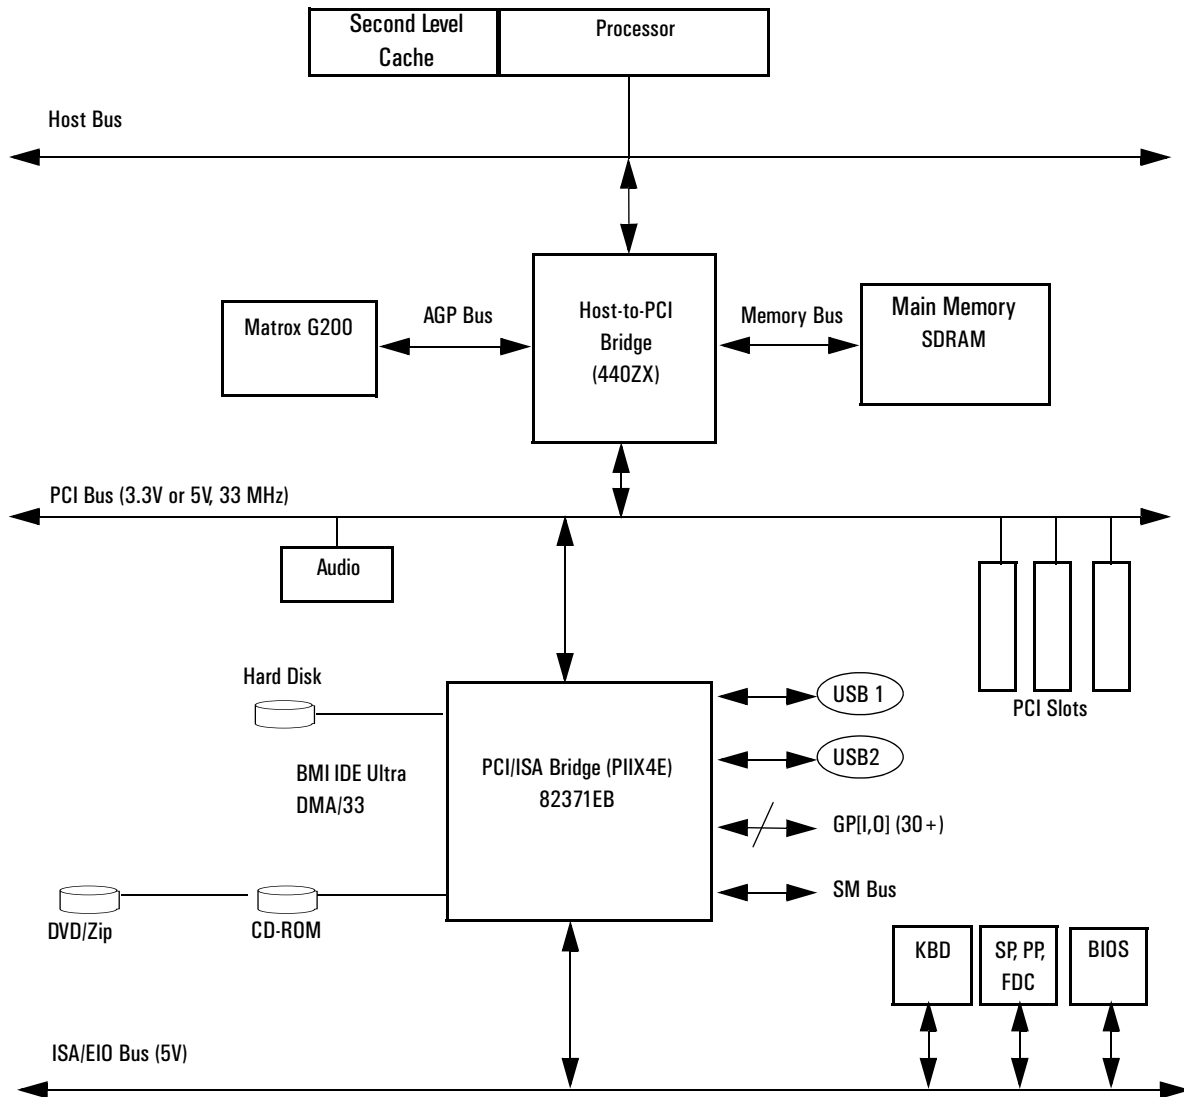 Second Level
Cache
Processor
Host Bus
Matrox G200
AGP Bus
Host-to-PCI
Bridge
(440ZX)
Memory Bus
Main Memory
SDRAM
PCI Bus (3.3V or 5V, 33 MHz)
Audio
PCI Slots
Hard Disk
BMI IDE Ultra
DMA/33
PCI/ISA Bridge (PIIX4E)
82371EB
USB 1
USB2
GP[I,O] (30+)
SM Bus
DVD/Zip
CD-ROM
KBD
SP, PP,
FDC
BIOS
ISA/EIO Bus (5V)